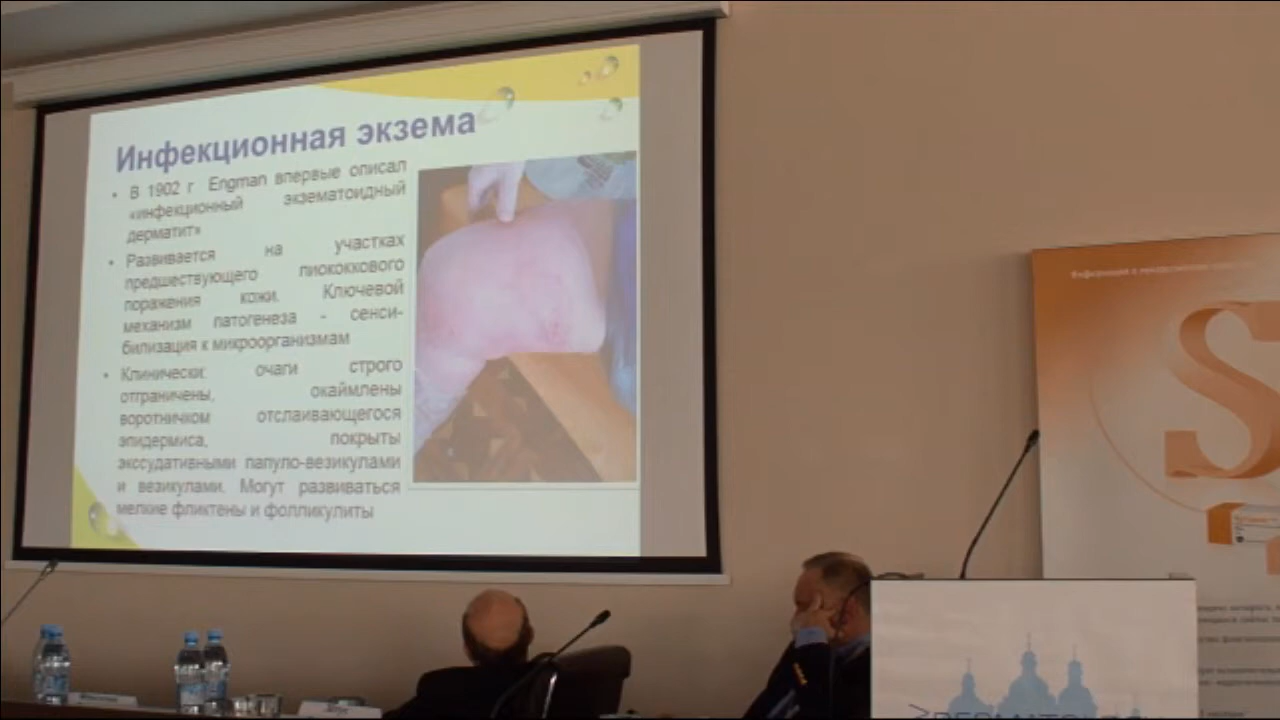 Инфекционная экзема
• В 1902 г Engman впервые описал
«инфекционный экзематоидный
дерматит»
• Развивается на участках
предшествующего пиококкового
поражения кожи. Ключевой
механизм патогенеза - сенси-
билизация к микроорганизмам
• Клинически: очаги строго
отграничены, окаймлены
воротничком отслаивающегося
эпидермиса, покрыты
экссудативными папуло-везикулами
и везикулами. Могут развиваться
мелкие фликтены и фолликулиты
S